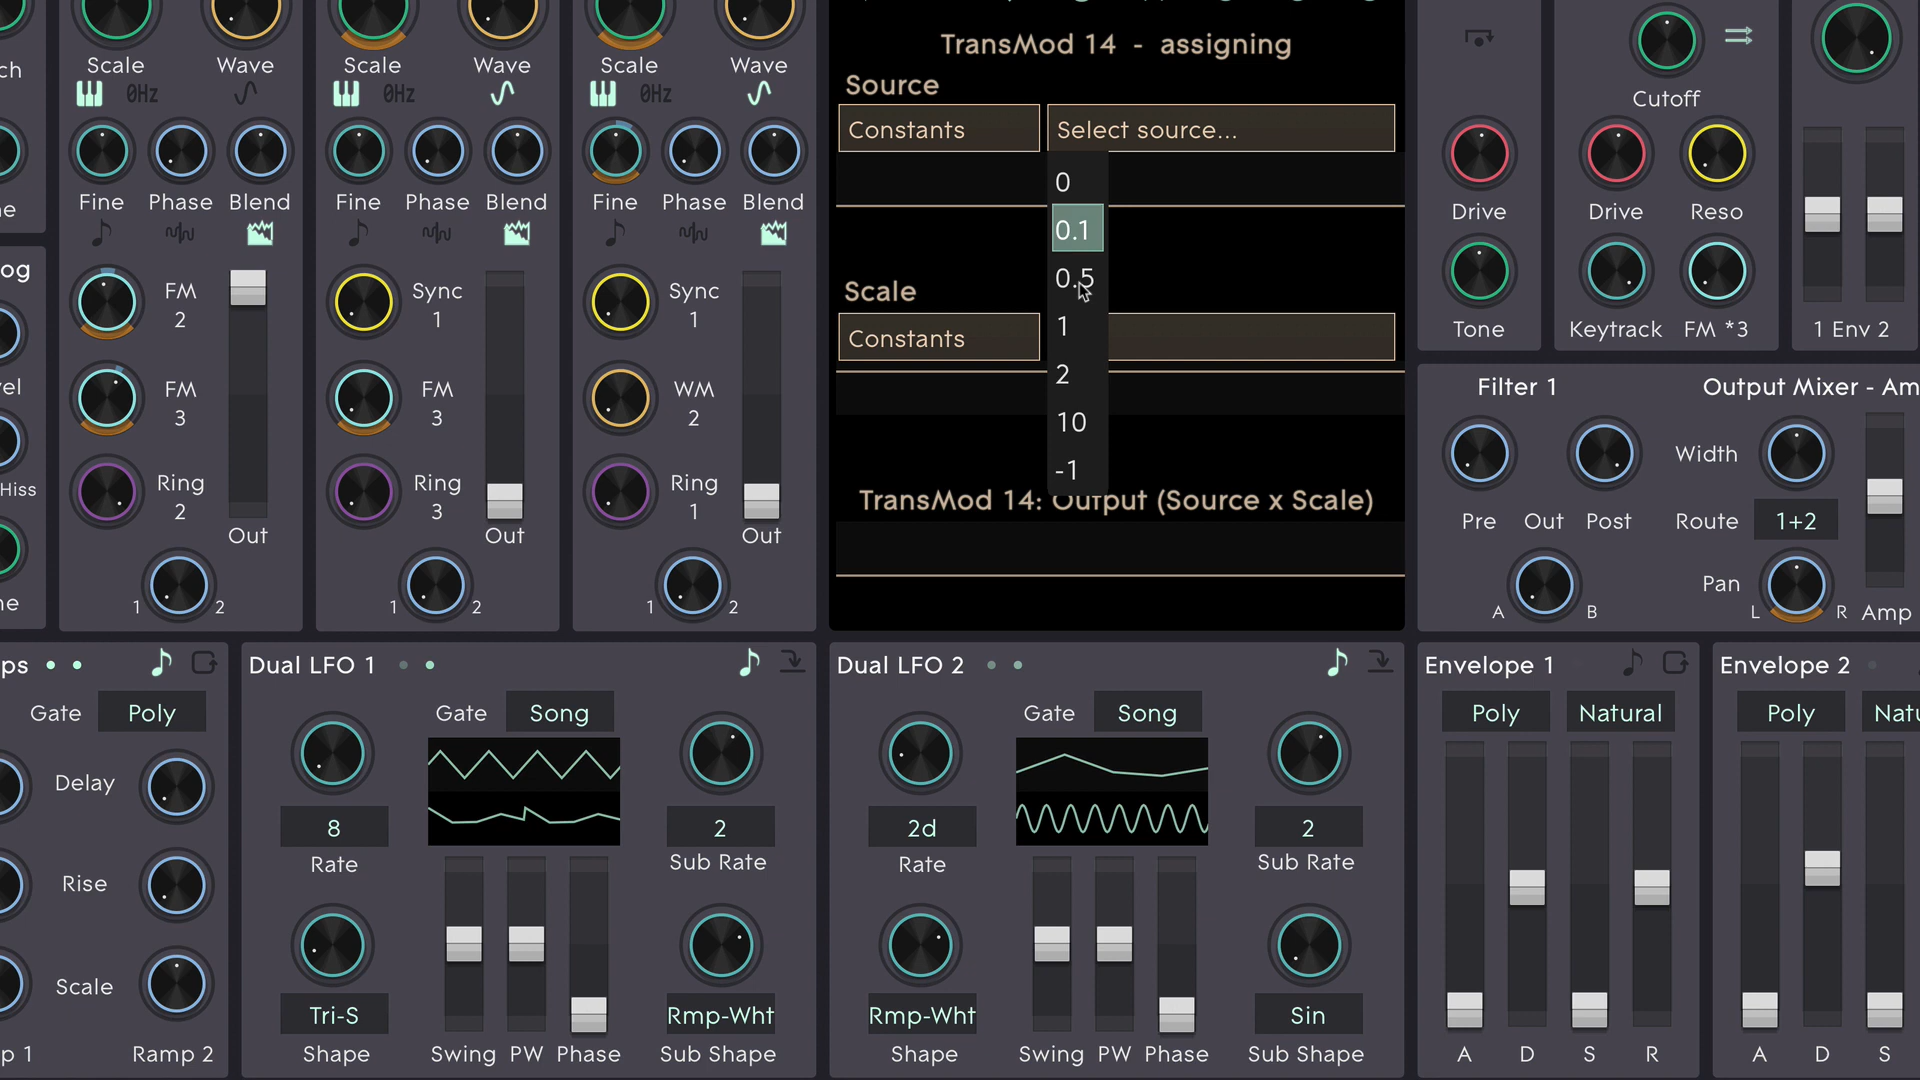 ch
Scale
Wave
0Hz
Fine
Phase
Blend
FM
2
FM
3
Ring
2
Out
1
2
Scale
Wave
0Hz
Fine
Phase
Blend
Sync
1
FM
3
Ring
3
Out
1
2
Scale
Wave
0Hz
Fine
Phase
Blend
Sync
1
WM
2
Ring
1
Out
1
2
e
og
vel
Hiss
ne
TransMod 14 - assigning
Source
Constants
Select source...
0
0.1
0.5
1
2
10
-1
Scale
Constants
TransMod 14: Output (Source x Scale)
Drive
Tone
Cutoff
Drive
Reso
Keytrack
FM *3
1 Env 2
Filter 1
Pre
Out
Post
A
B
Output Mixer - Am
Width
Route
1+2
Pan
L
R
Amp
ps
Gate
Poly
Delay
Rise
Scale
p 1
Ramp 2
Dual LFO 1
Gate
Song
8
Rate
2
Sub Rate
Tri-S
Shape
Swing
PW
Phase
Rmp-Wht
Sub Shape
Dual LFO 2
Gate
Song
2d
Rate
2
Sub Rate
Rmp-Wht
Shape
Swing
PW
Phase
Sin
Sub Shape
Envelope 1
Poly
Natural
A
D
S
R
Envelope 2
Poly
Natu
A
D
S